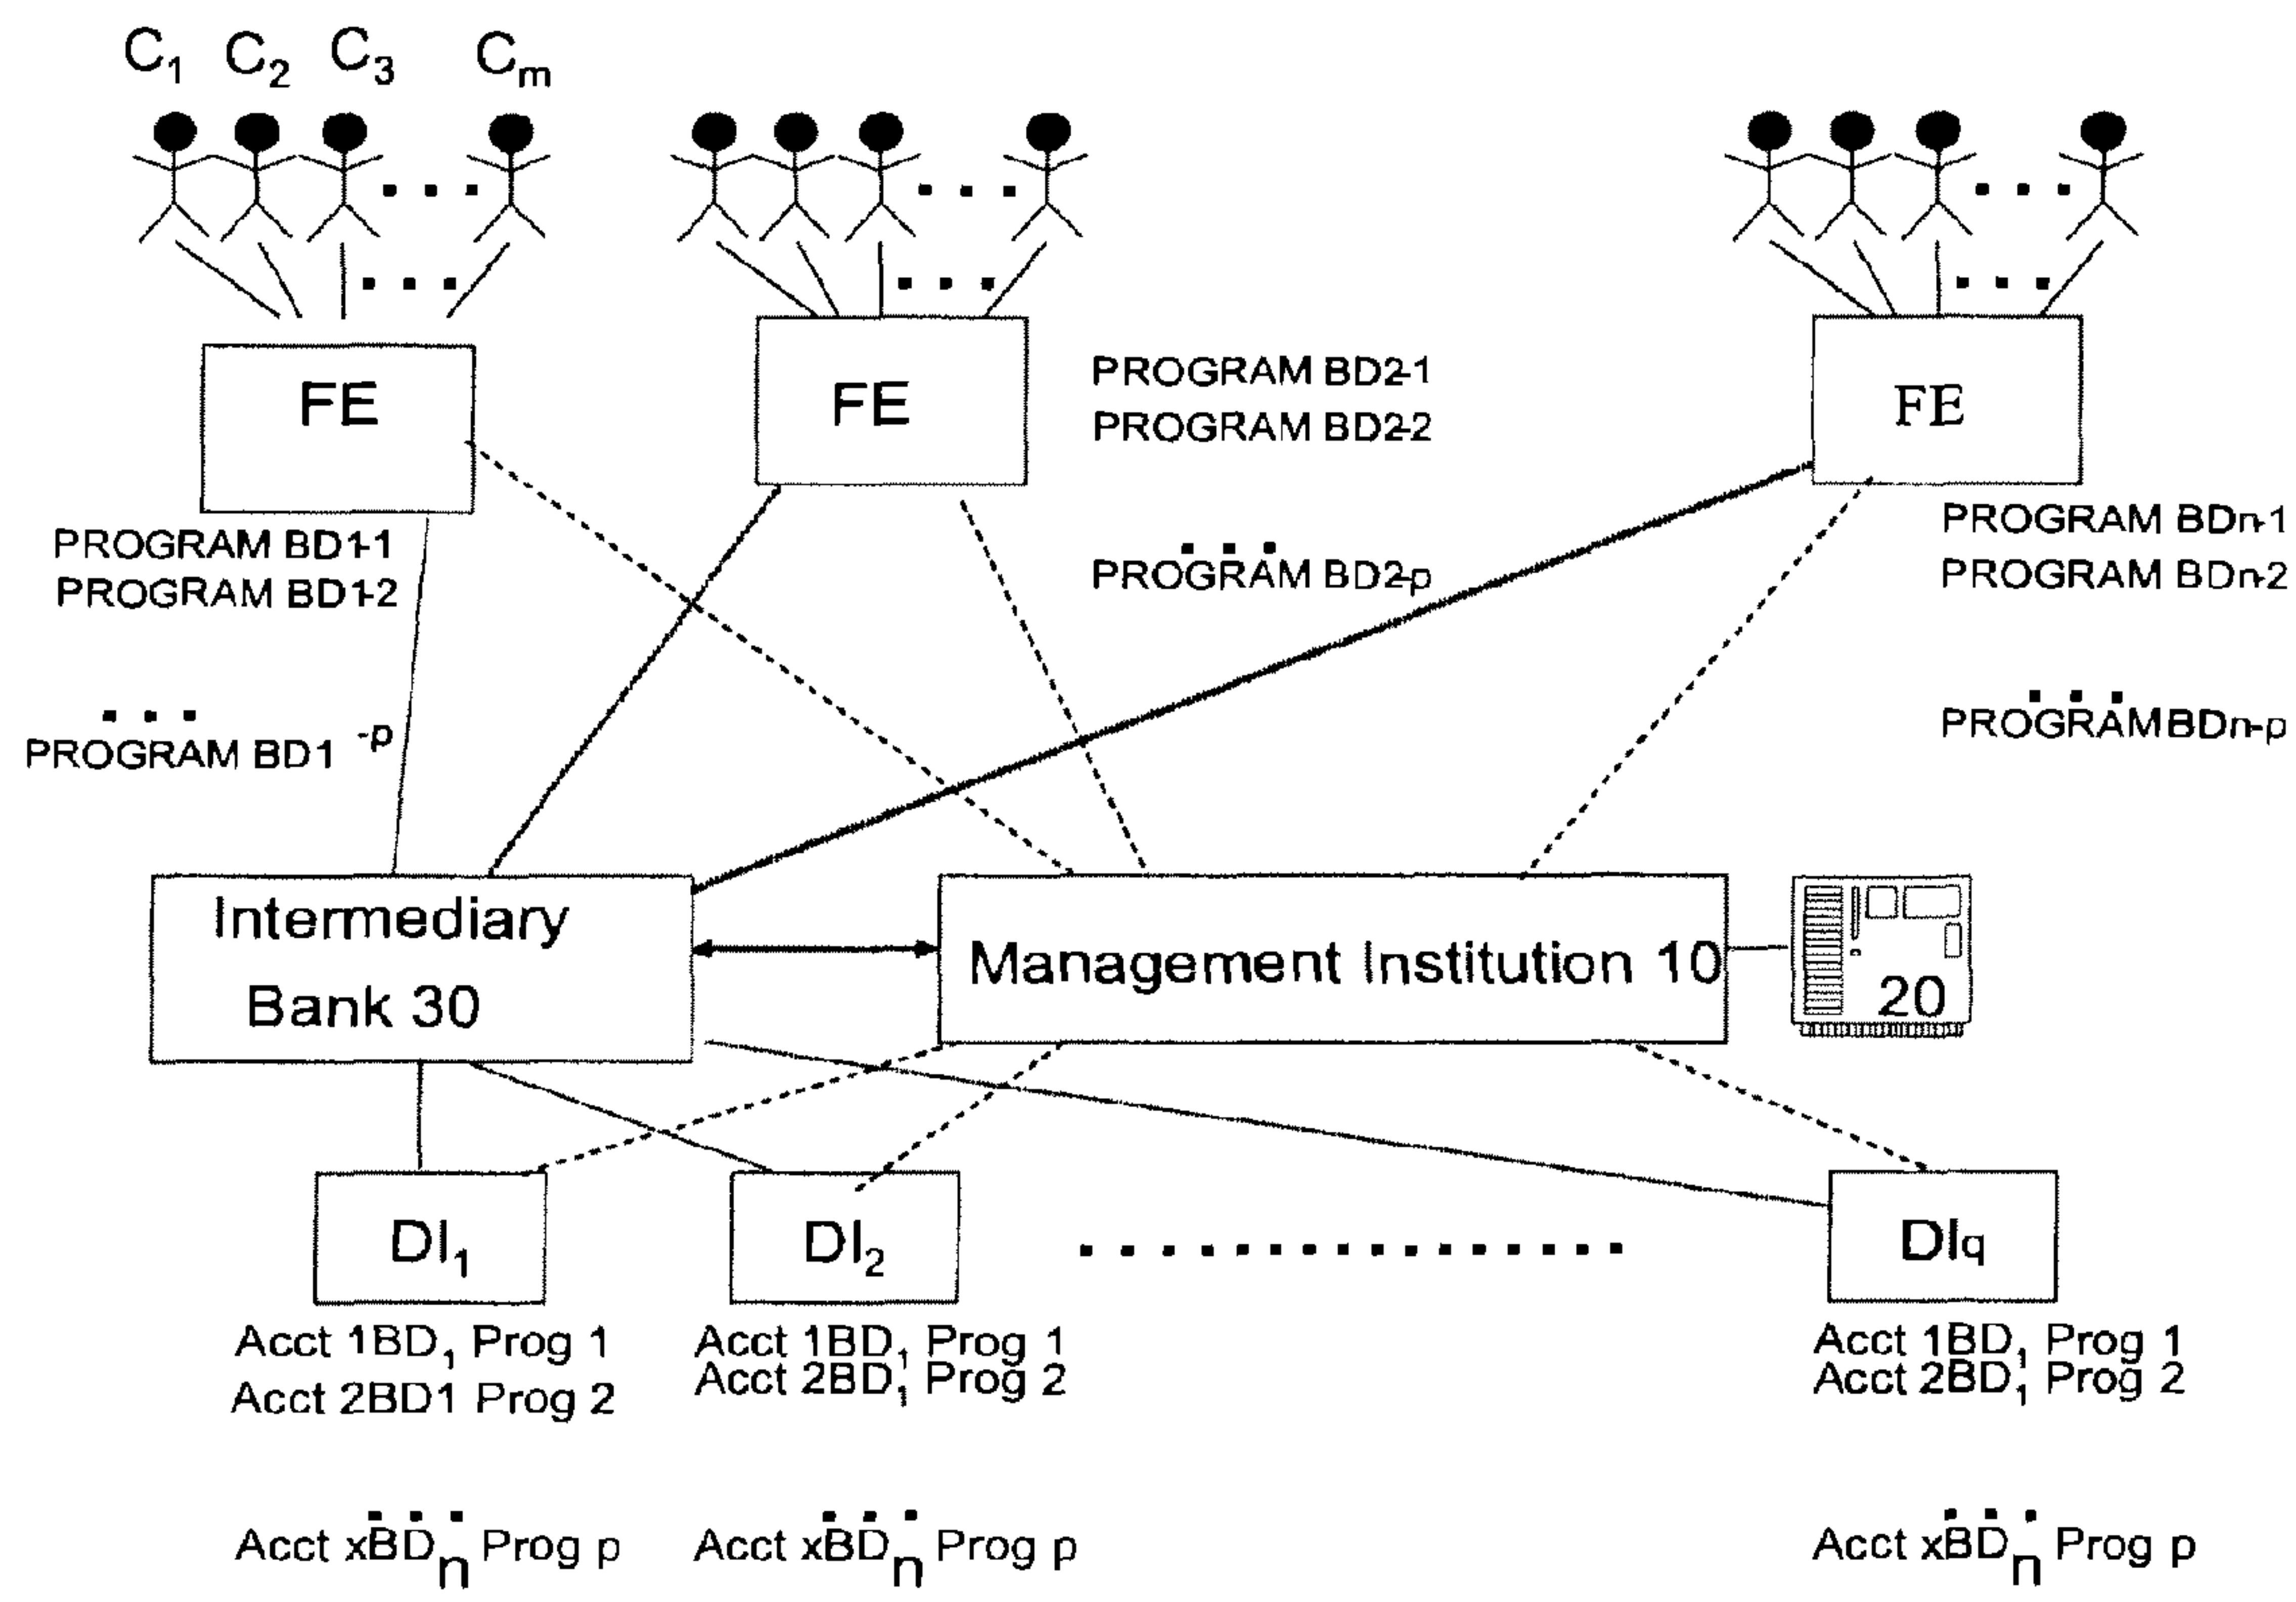 C1 C2 C3 Cm
FE
FE
FE
PROGRAM BD1-1
PROGRAM BD1-2
PROGRAM BD1 -p
PROGRAM BD2-1
PROGRAM BD2-2
PROGRAM BD2-p
PROGRAM BDn-1
PROGRAM BDn-2
PROGRAM BDn-p
Intermediary
Bank 30
Management Institution 10
20
DI1
DI2
DIq
Acct 1BD1 Prog 1
Acct 2BD1 Prog 2
Acct xBDn Prog p
Acct 1BD1 Prog 1
Acct 2BD1 Prog 2
Acct xBDn Prog p
Acct 1BD1 Prog 1
Acct 2BD1 Prog 2
Acct xBDn Prog p